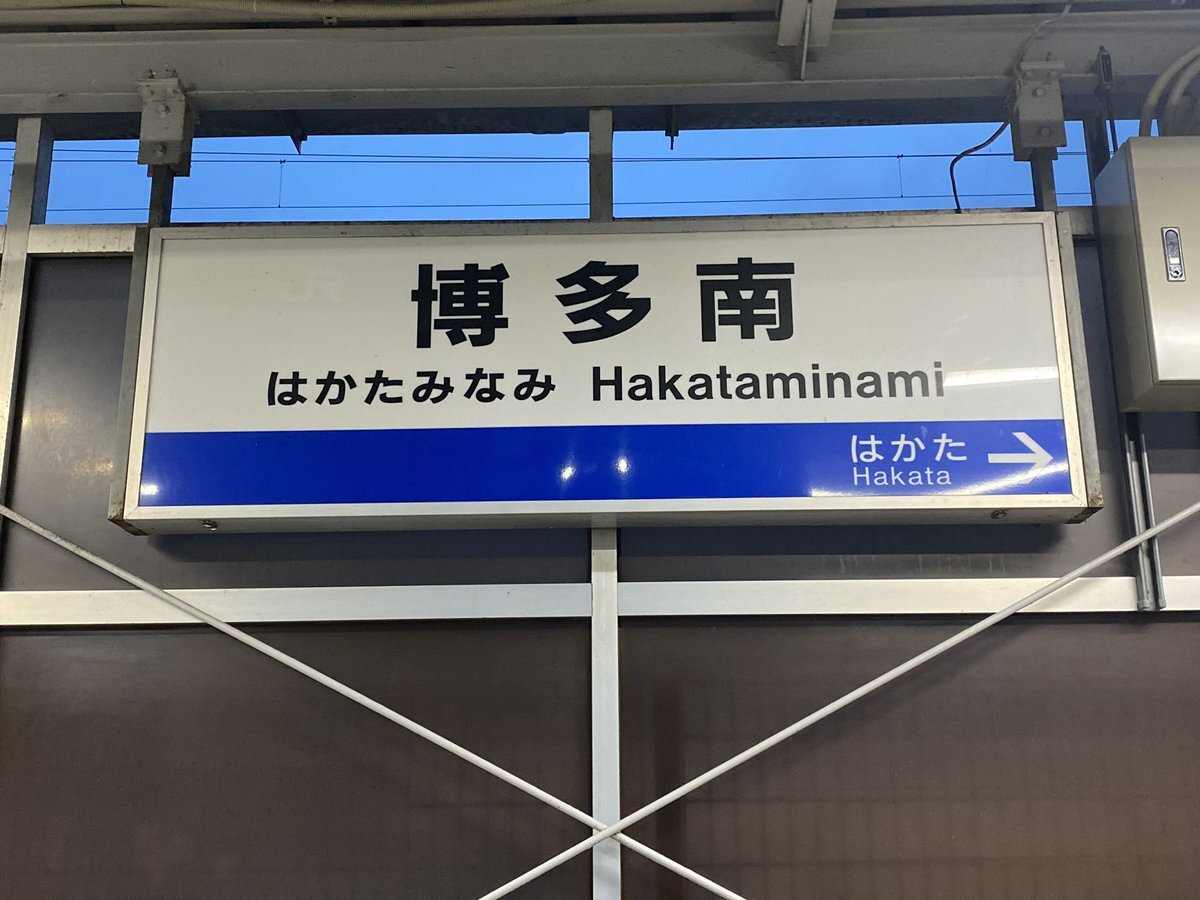 博多南
はかたみなみ Hakataminami
はかた →
Hakata